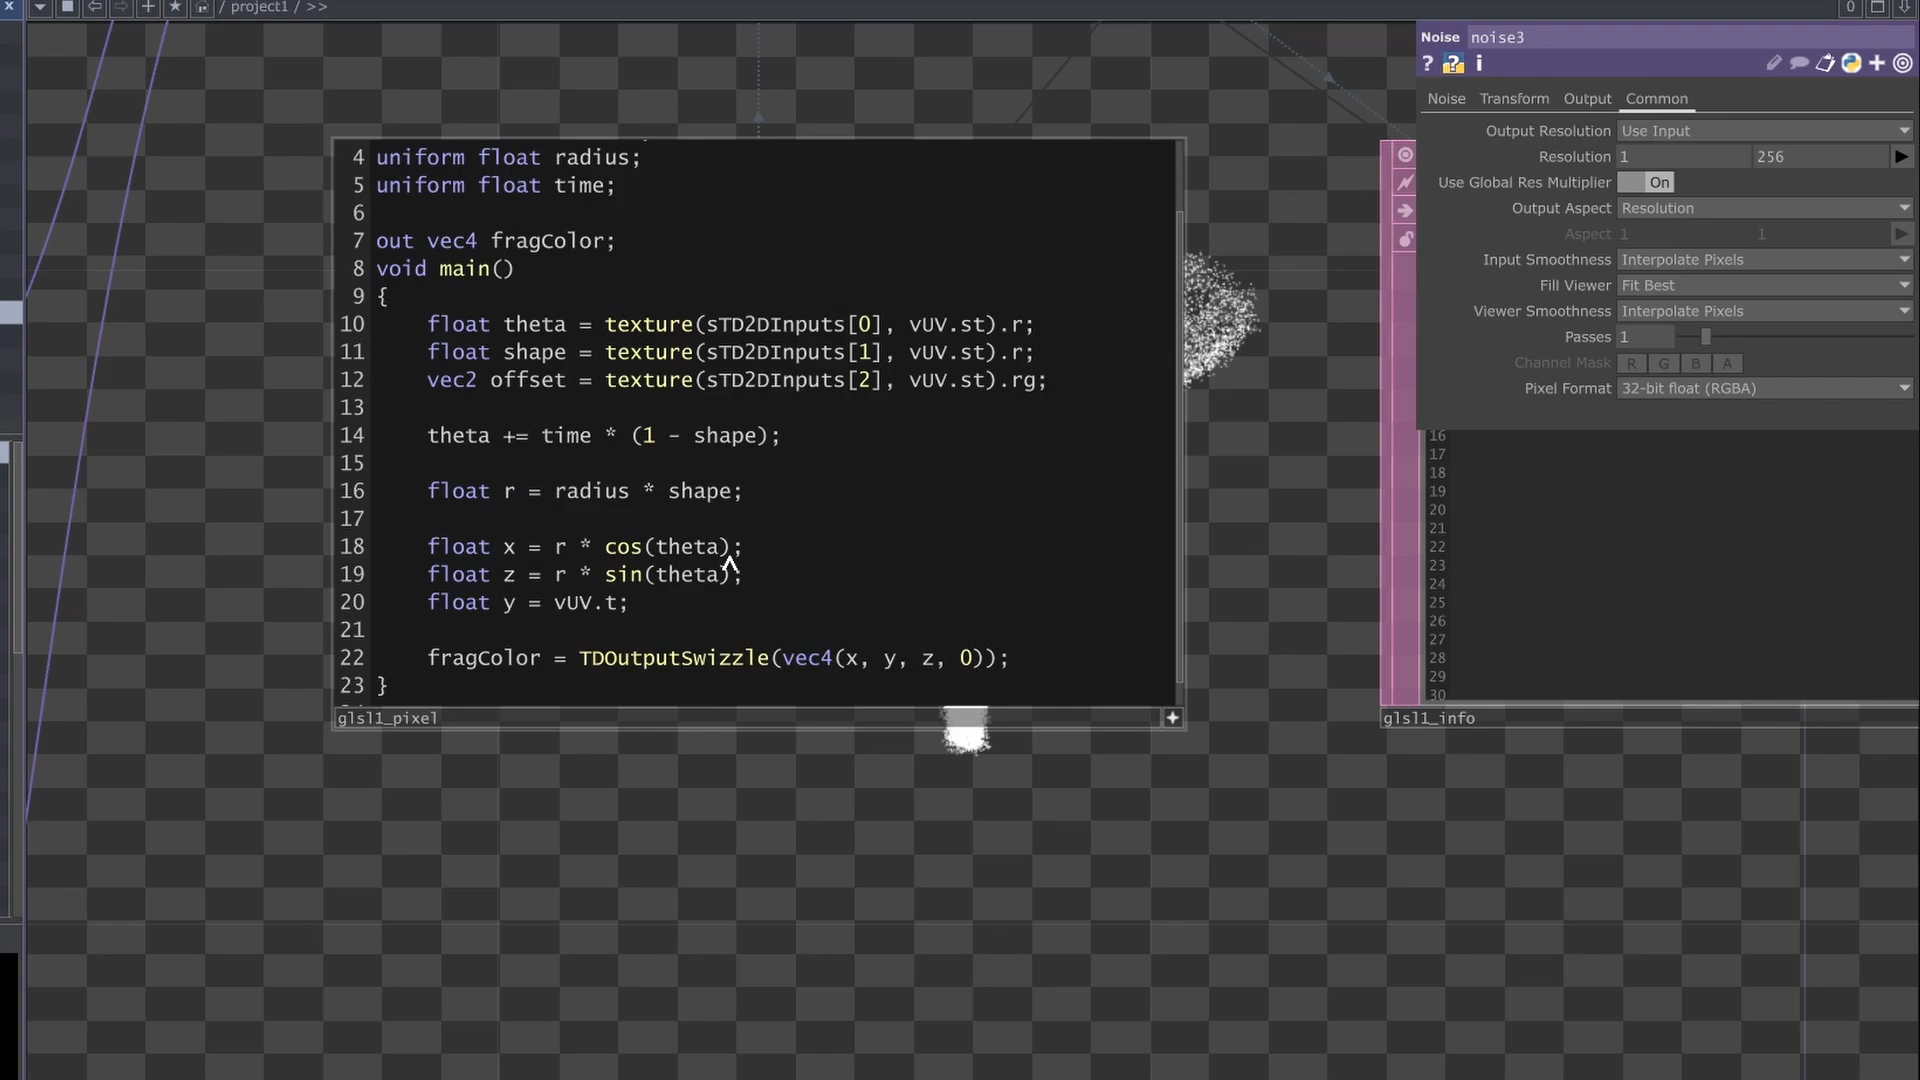 x
/ project1 / >>
0
Noise noise3
? ? i
Noise Transform Output Common
Output Resolution Use Input
Resolution 1 256
Use Global Res Multiplier On
Output Aspect Resolution
Aspect 1 1
Input Smoothness Interpolate Pixels
Fill Viewer Fit Best
Viewer Smoothness Interpolate Pixels
Passes 1
Channel Mask R G B A
Pixel Format 32-bit float (RGBA)
4 uniform float radius;
5 uniform float time;
6
7 out vec4 fragColor;
8 void main()
9 {
10 float theta = texture(sTD2DInputs[0], vUV.st).r;
11 float shape = texture(sTD2DInputs[1], vUV.st).r;
12 vec2 offset = texture(sTD2DInputs[2], vUV.st).rg;
13
14 theta += time * (1 - shape);
15
16 float r = radius * shape;
17
18 float x = r * cos(theta);
19 float z = r * sin(theta);
20 float y = vUV.t;
21
22 fragColor = TDOutputSwizzle(vec4(x, y, z, 0));
23 }
glsl1_pixel
16
17
18
19
20
21
22
23
24
25
26
27
28
29
30
glsl1_info